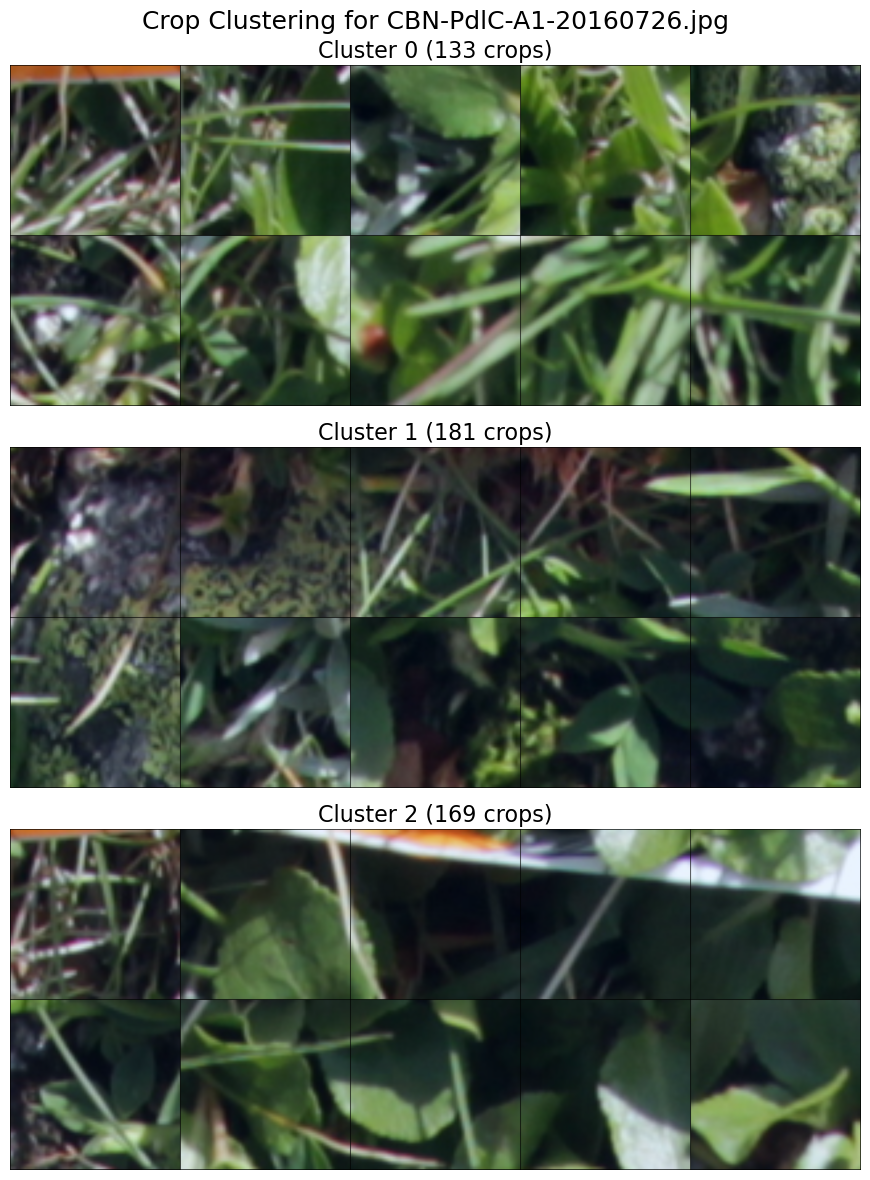 Crop Clustering for CBN-PdlC-A1-20160726.jpg
Cluster 0 (133 crops)
Cluster 1 (181 crops)
Cluster 2 (169 crops)